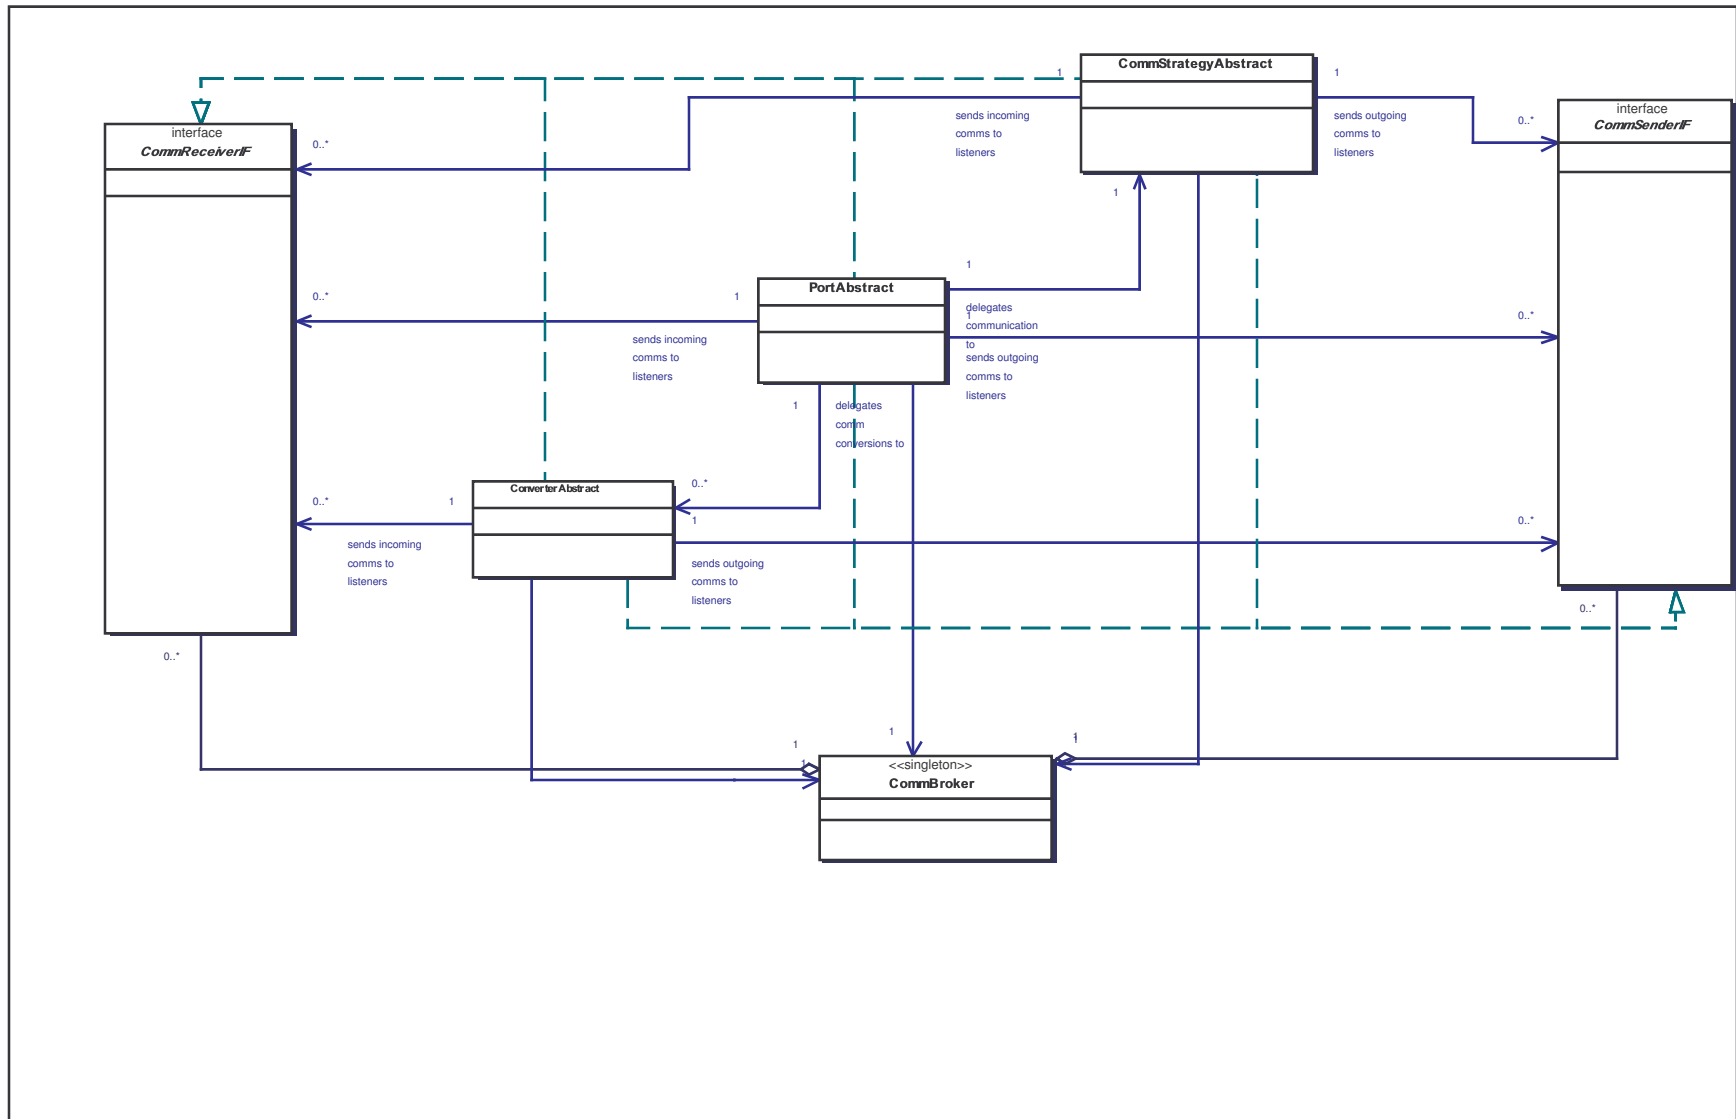 CommStrategyAbstract
1
1
sends incoming
comms to
listeners
sends outgoing
comms to
listeners
interface
CommSenderIF
0..*
interface
CommReceiverIF
0..*
1
1
PortAbstract
1
0..*
delegates
1
communication
to
0..*
sends outgoing
comms to
listeners
sends incoming
comms to
listeners
1
delegates
comm
conversions to
ConverterAbstract
0..*
1
0..*
1
0..*
sends incoming
comms to
listeners
sends outgoing
comms to
listeners
0..*
0..*
1
1
1
1
1
<<singleton>>
CommBroker